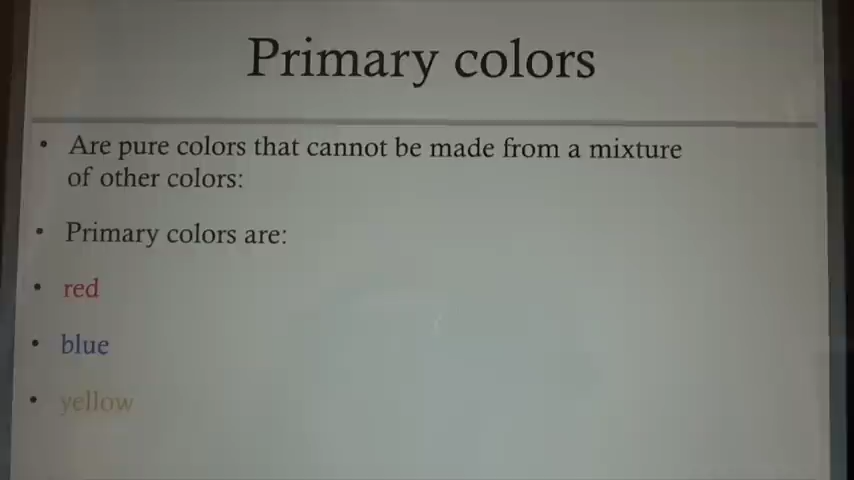 Primary colors
• Are pure colors that cannot be made from a mixture
of other colors:
• Primary colors are:
• red
• blue
• yellow